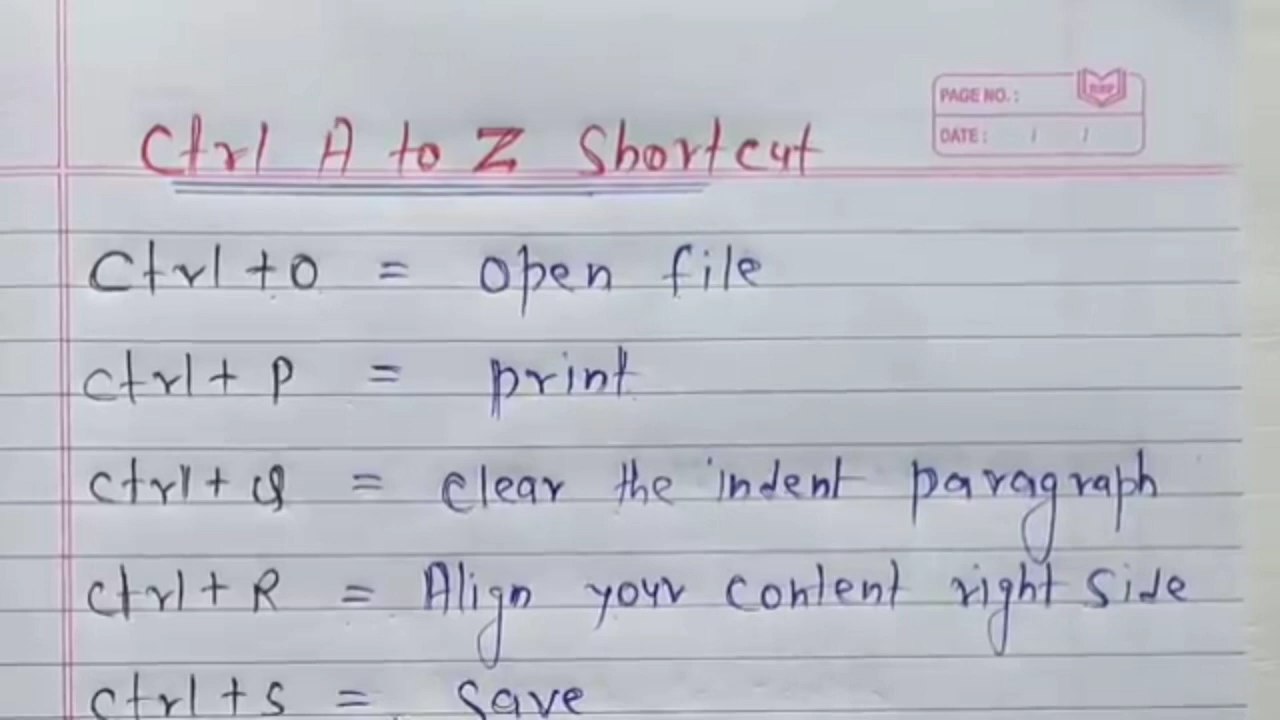 PAGE NO. :
DATE : / /
Ctrl A to Z Shortcut
Ctrl + O = open file
ctrl + P = print
ctrl + Q = clear the indent paragraph
ctrl + R = Align your content right side
ctrl + s = save